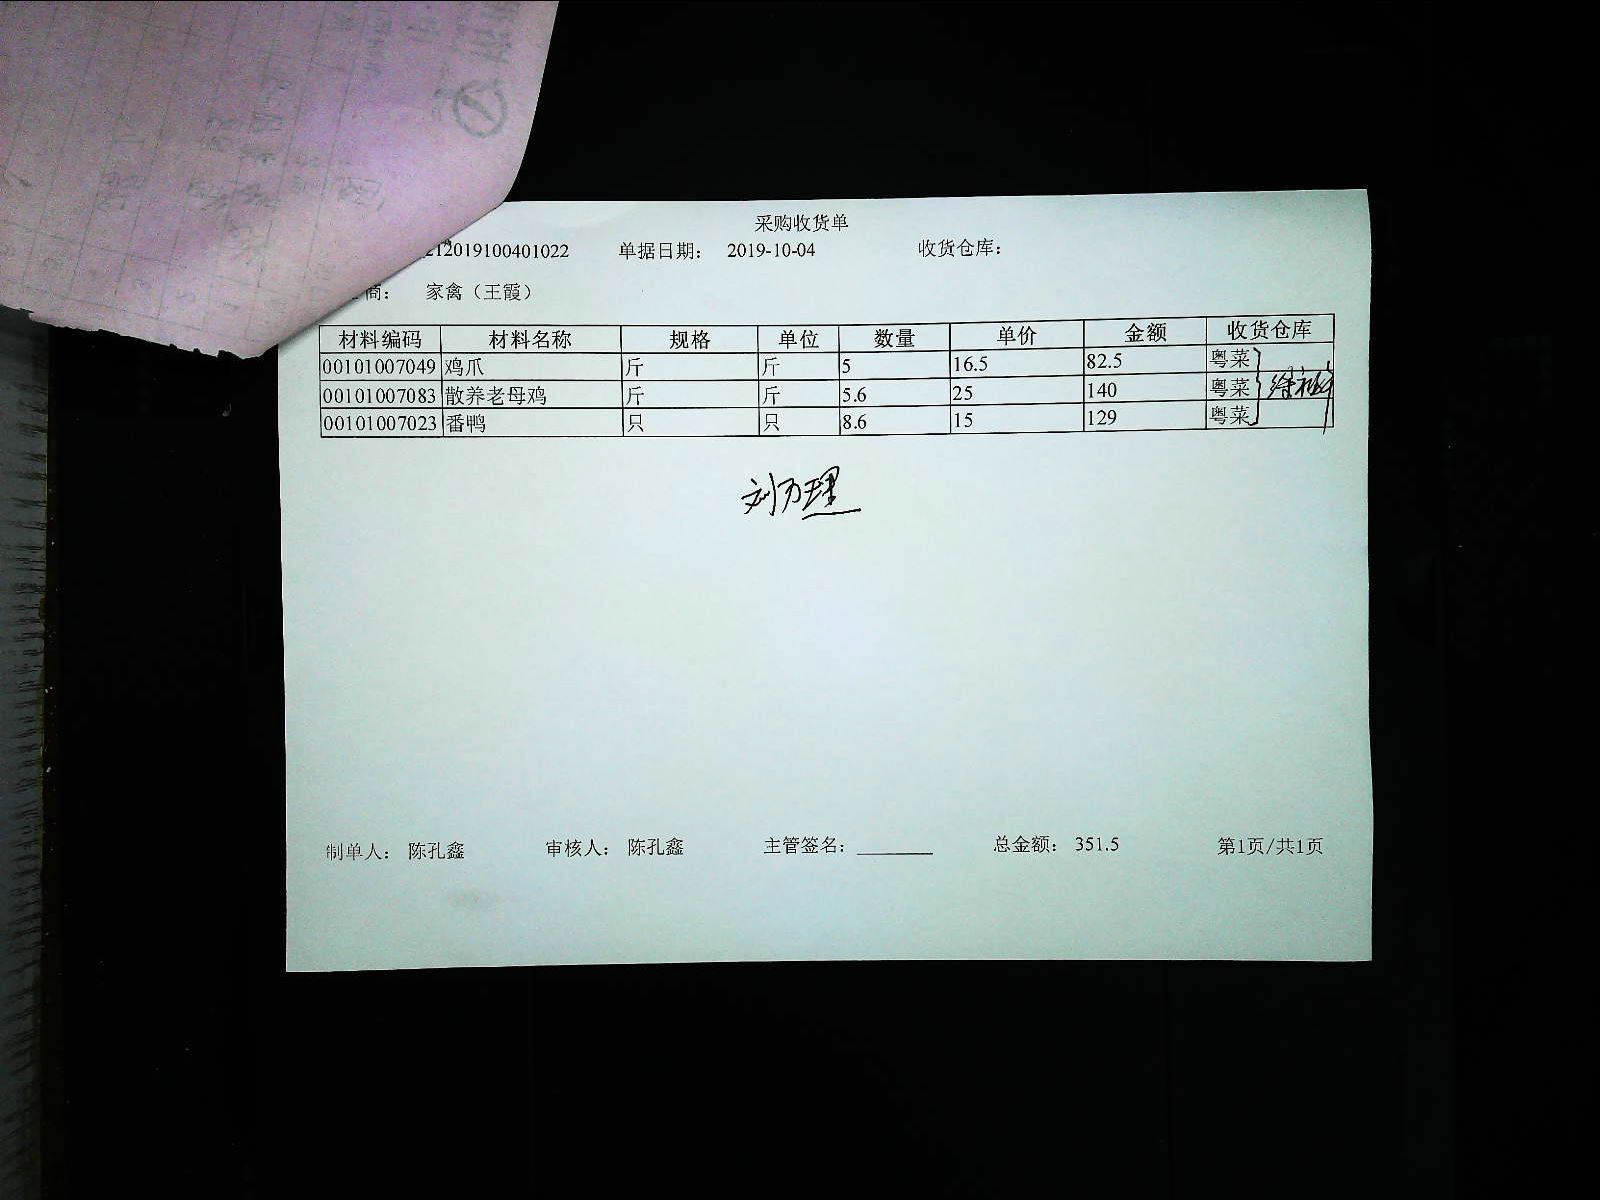 采购收货单
212019100401022 单据日期： 2019-10-04 收货仓库：
商： 家禽（王霞）
材料编码 材料名称 规格 单位 数量 单价 金额 收货仓库
00101007049 鸡爪 斤 斤 5 16.5 82.5 粤菜
00101007083 散养老母鸡 斤 斤 5.6 25 140 粤菜
00101007023 番鸭 只 只 8.6 15 129 粤菜
刘万理
制单人： 陈孔鑫 审核人： 陈孔鑫 主管签名： 总金额： 351.5 第1页/共1页